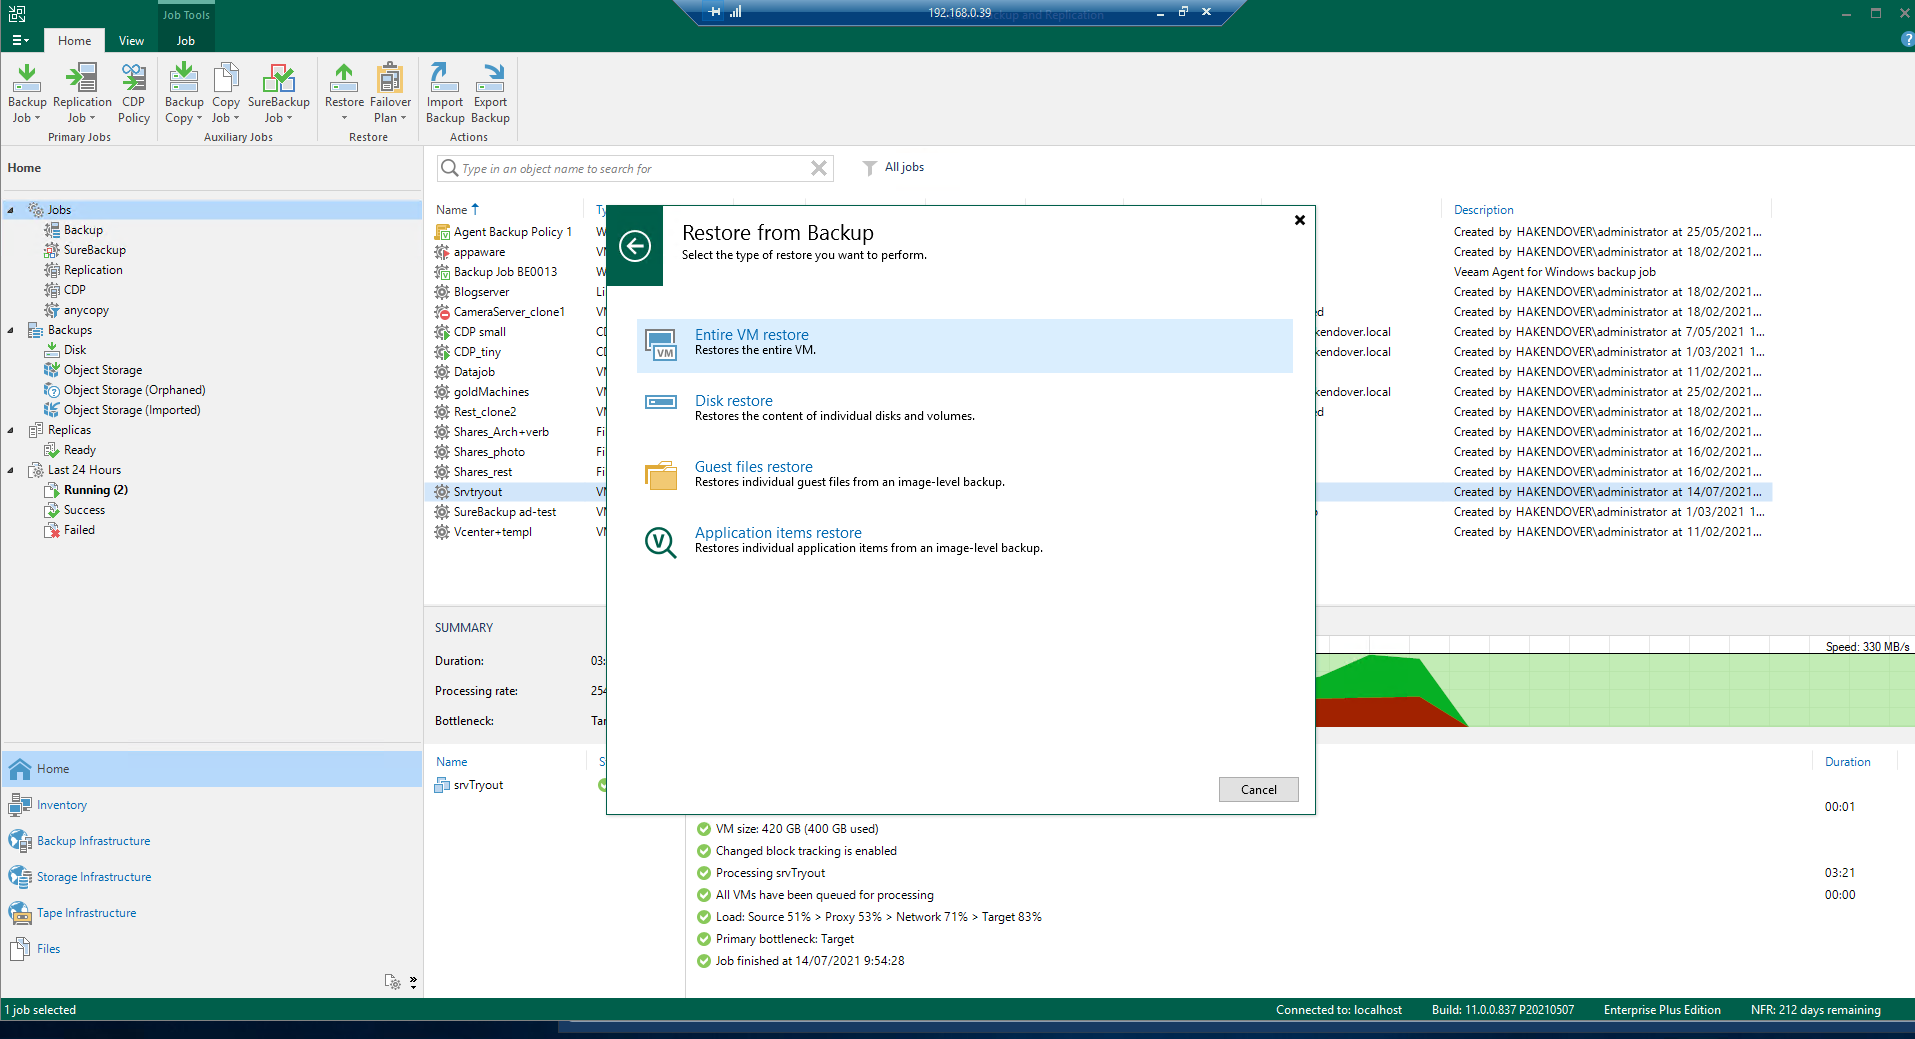 Job Tools
192.168.0.39
ckup and Replication
Home
View
Job
Backup Job
Replication Job
CDP Policy
Primary Jobs
Backup Copy
Copy Job
SureBackup Job
Auxiliary Jobs
Restore
Failover Plan
Restore
Import Backup
Export Backup
Actions
Home
Jobs
Backup
SureBackup
Replication
CDP
anycopy
Backups
Disk
Object Storage
Object Storage (Orphaned)
Object Storage (Imported)
Replicas
Ready
Last 24 Hours
Running (2)
Success
Failed
Home
Inventory
Backup Infrastructure
Storage Infrastructure
Tape Infrastructure
Files
Type in an object name to search for
All jobs
Name Ty Description
Agent Backup Policy 1 W Created by HAKENDOVER\administrator at 25/05/2021...
appaware VM Created by HAKENDOVER\administrator at 18/02/2021...
Backup Job BE0013 W Veeam Agent for Windows backup job
Blogserver Li Created by HAKENDOVER\administrator at 18/02/2021...
CameraServer_clone1 VM ed Created by HAKENDOVER\administrator at 18/02/2021...
CDP small CD kendover.local Created by HAKENDOVER\administrator at 7/05/2021 1...
CDP_tiny CD kendover.local Created by HAKENDOVER\administrator at 1/03/2021 1...
Datajob VM Created by HAKENDOVER\administrator at 11/02/2021...
goldMachines VM kendover.local Created by HAKENDOVER\administrator at 25/02/2021...
Rest_clone2 VM ed Created by HAKENDOVER\administrator at 18/02/2021...
Shares_Arch+verb Fi Created by HAKENDOVER\administrator at 16/02/2021...
Shares_photo Fi Created by HAKENDOVER\administrator at 16/02/2021...
Shares_rest Fi Created by HAKENDOVER\administrator at 16/02/2021...
Srvtryout VM Created by HAKENDOVER\administrator at 14/07/2021...
SureBackup ad-test VM Created by HAKENDOVER\administrator at 1/03/2021 1...
Vcenter+templ VM Created by HAKENDOVER\administrator at 11/02/2021...
Restore from Backup
Select the type of restore you want to perform.
VM
Entire VM restore
Restores the entire VM.
Disk restore
Restores the content of individual disks and volumes.
Guest files restore
Restores individual guest files from an image-level backup.
V
Application items restore
Restores individual application items from an image-level backup.
Cancel
SUMMARY
Duration: 03:
Processing rate: 254
Bottleneck: Tar
Speed: 330 MB/s
Name S Duration
srvTryout
00:01
VM size: 420 GB (400 GB used)
Changed block tracking is enabled
Processing srvTryout 03:21
All VMs have been queued for processing 00:00
Load: Source 51% > Proxy 53% > Network 71% > Target 83%
Primary bottleneck: Target
Job finished at 14/07/2021 9:54:28
1 job selected
Connected to: localhost
Build: 11.0.0.837 P20210507
Enterprise Plus Edition
NFR: 212 days remaining